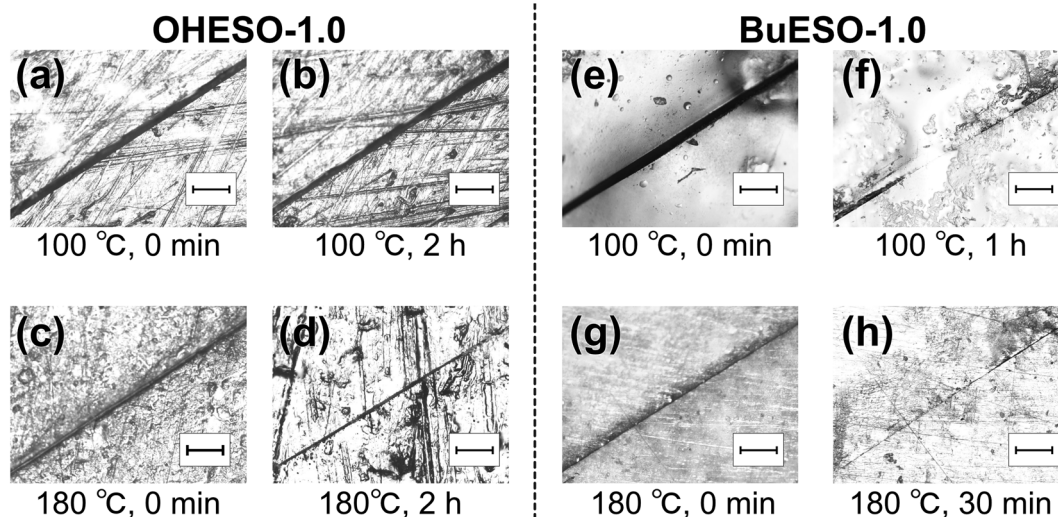 OHESO-1.0
BuESO-1.0
(a)
(b)
(e)
(f)
100 ℃, 0 min
100 ℃, 2 h
100 ℃, 0 min
100 ℃, 1 h
(c)
(d)
(g)
(h)
180 ℃, 0 min
180℃, 2 h
180 ℃, 0 min
180 ℃, 30 min